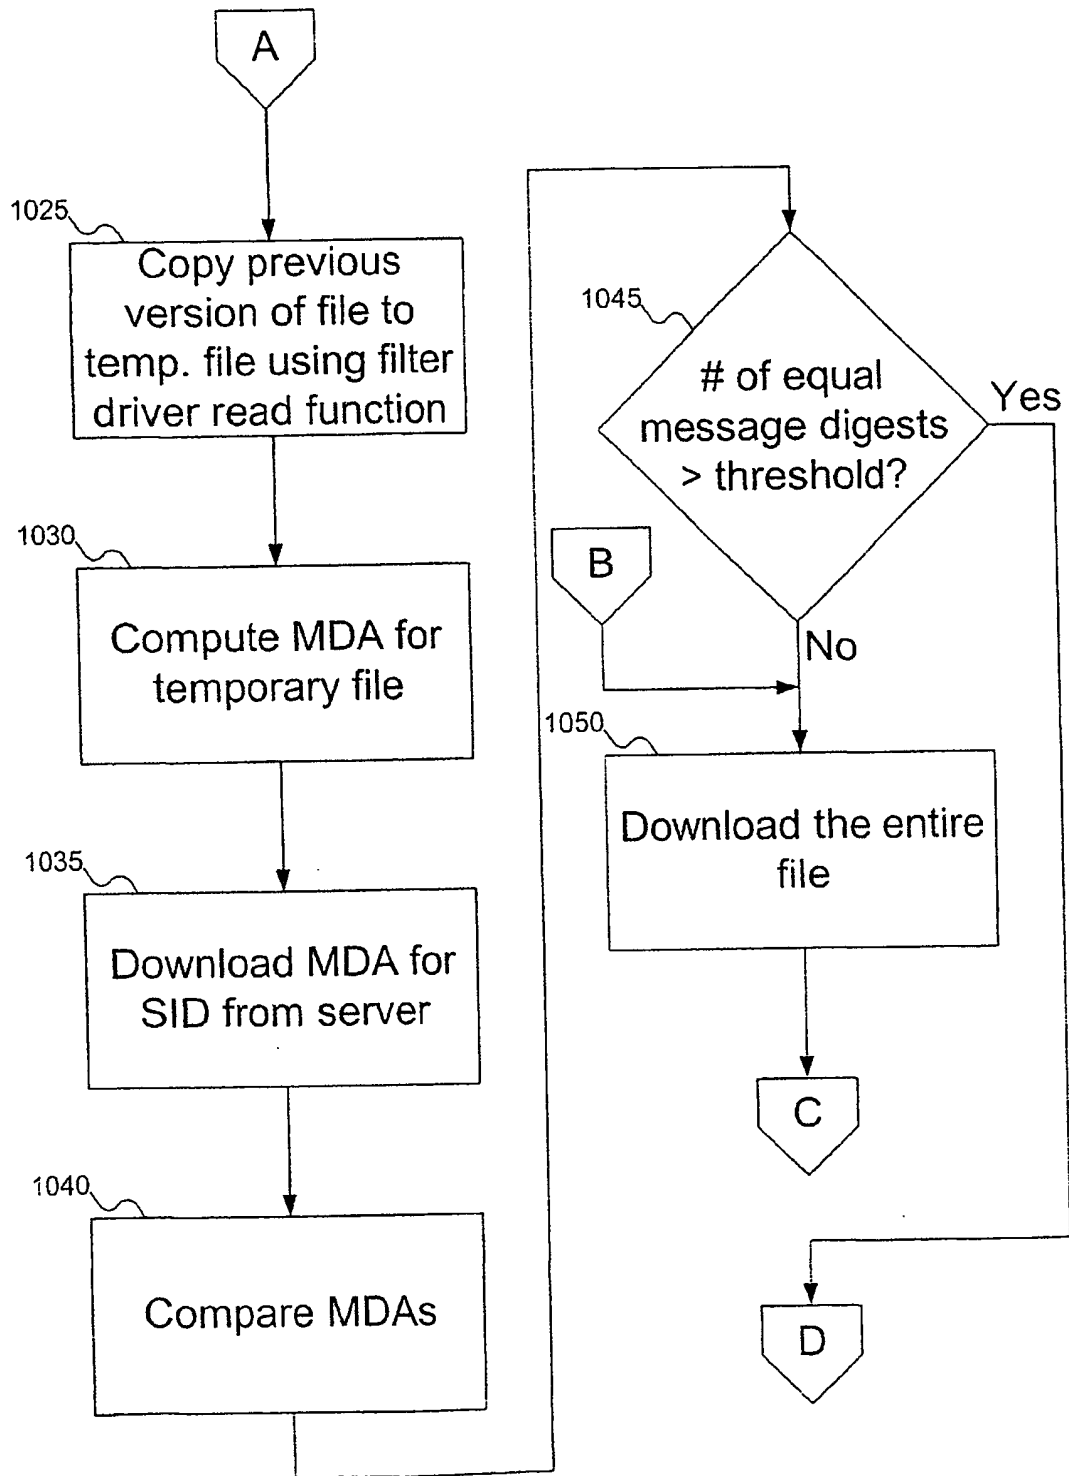 A
1025
Copy previous
version of file to
temp. file using filter
driver read function
1030
Compute MDA for
temporary file
1035
Download MDA for
SID from server
1040
Compare MDAs
1045
# of equal
message digests
> threshold?
Yes
B
No
1050
Download the entire
file
C
D